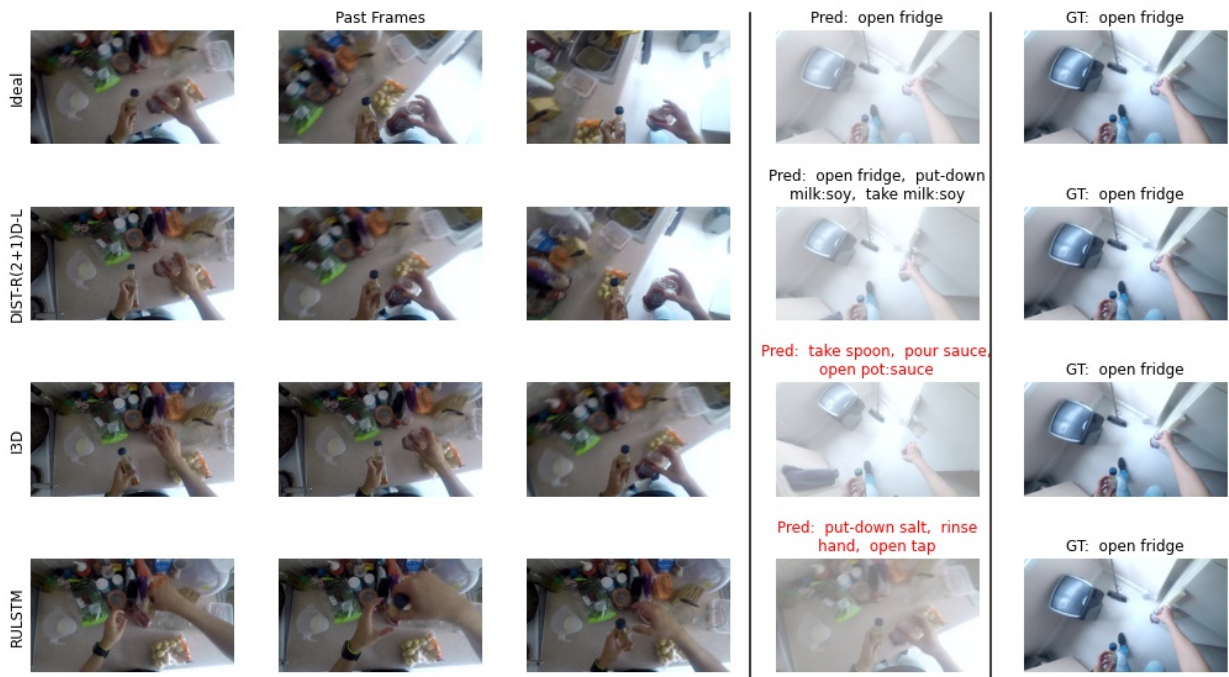 Past Frames
Pred: open fridge
GT: open fridge
Ideal
Pred: open fridge, put-down
milk:soy, take milk:soy
GT: open fridge
DIST-R(2+1)D-L
Pred: take spoon, pour sauce,
open pot:sauce
GT: open fridge
I3D
Pred: put-down salt, rinse
hand, open tap
GT: open fridge
RULSTM